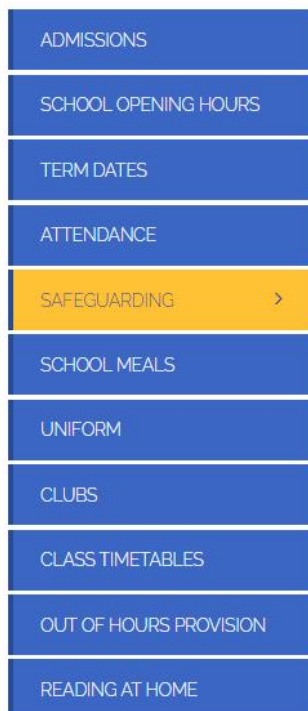 ADMISSIONS
SCHOOL OPENING HOURS
TERM DATES
ATTENDANCE
SAFEGUARDING
SCHOOL MEALS
UNIFORM
CLUBS
CLASS TIMETABLES
OUT OF HOURS PROVISION
READING AT HOME